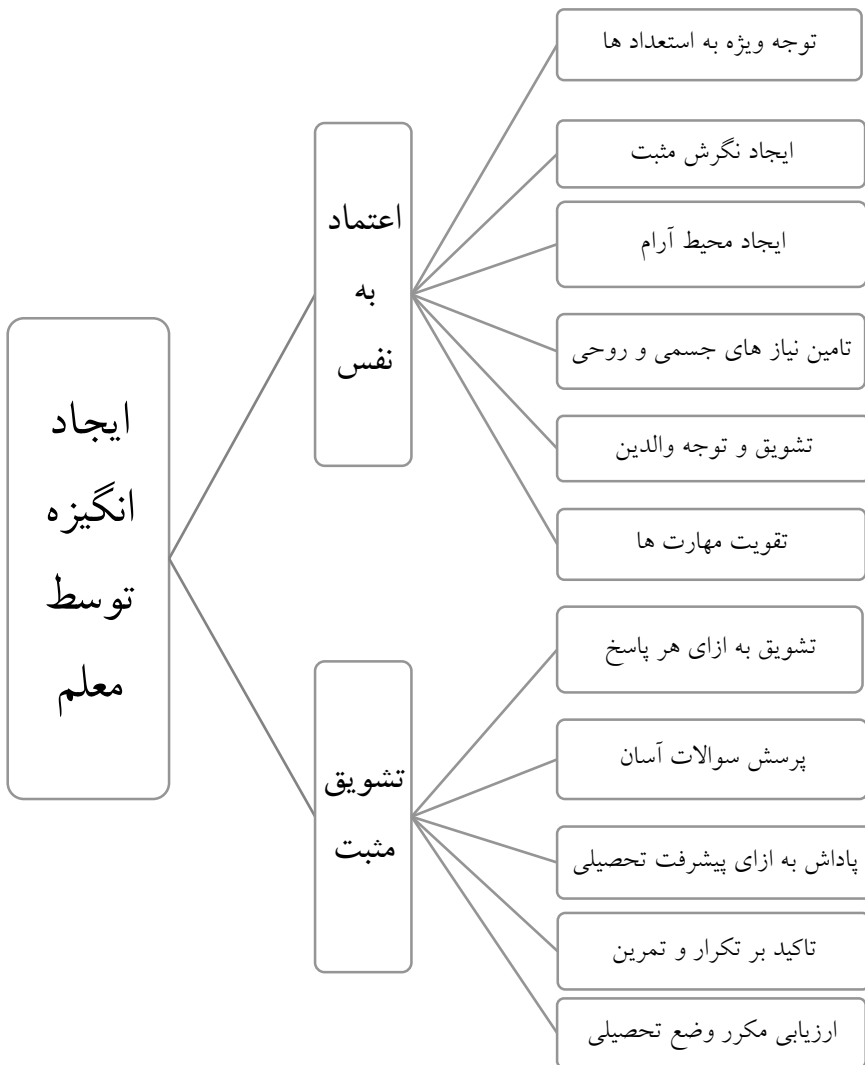 ایجاد
انگیزه
توسط
معلم
اعتماد
به
نفس
توجه ویژه به استعداد ها
ایجاد نگرش مثبت
ایجاد محیط آرام
تامین نیاز های جسمی و روحی
تشویق و توجه والدین
تقویت مهارت ها
تشویق
مثبت
تشویق به ازای هر پاسخ
پرسش سوالات آسان
پاداش به ازای پیشرفت تحصیلی
تاکید بر تکرار و تمرین
ارزیابی مکرر وضع تحصیلی